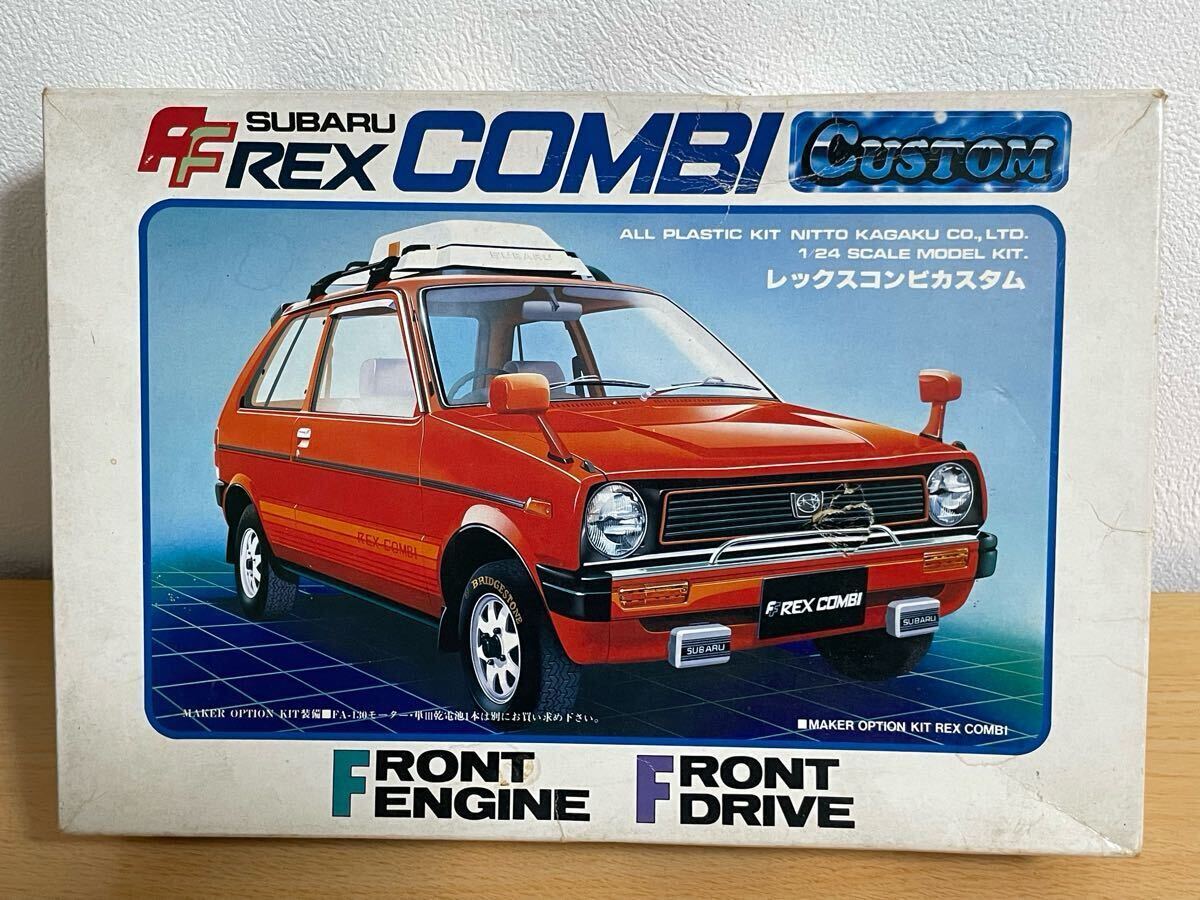 FF SUBARU
REX COMBI CUSTOM
ALL PLASTIC KIT NITTO KAGAKU CO., LTD.
1/24 SCALE MODEL KIT.
レックスコンビカスタム
SUBARU
REX COMBI
BRIDGESTONE
FF REX COMBI
SUBARU
SUBARU
MAKER OPTION KIT装備■FA-130モーター・単III乾電池1本は別にお買い求め下さい。
■MAKER OPTION KIT REX COMBI
FRONT ENGINE
FRONT DRIVE